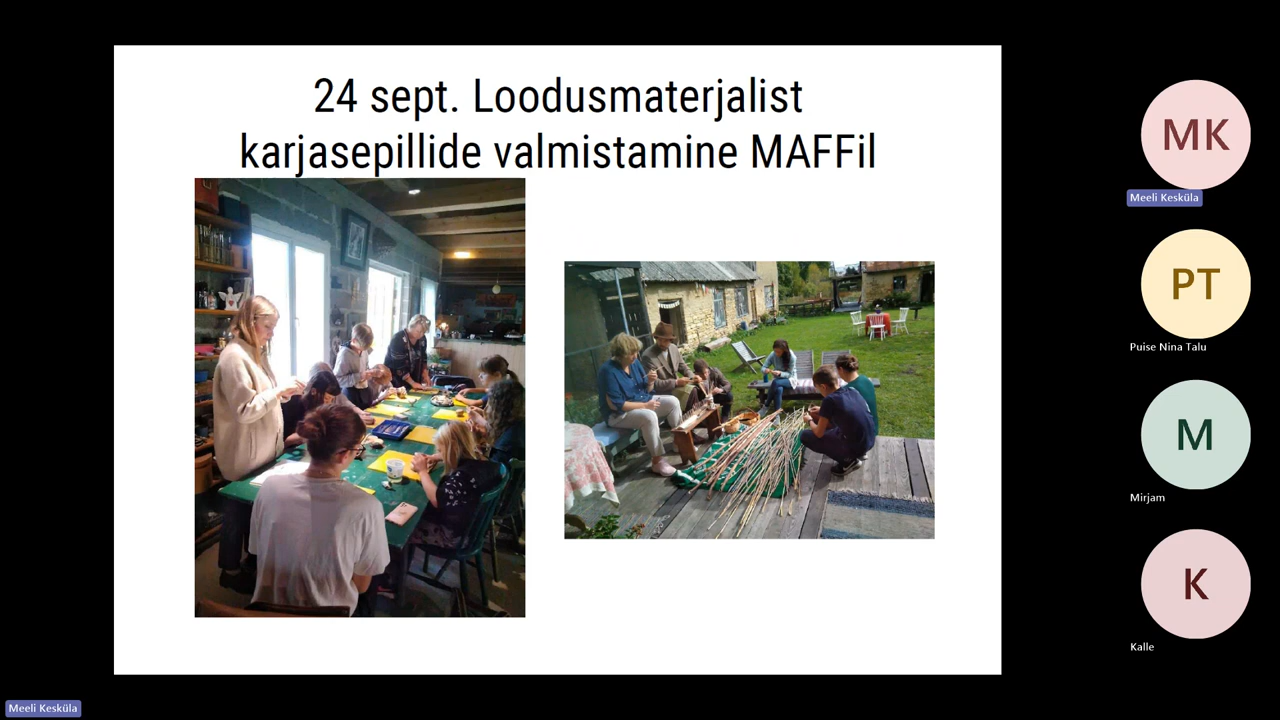 24 sept. Loodusmaterjalist
karjasepillide valmistamine MAFFil
MK
Meeli Kesküla
PT
Puise Nina Talu
M
Mirjam
K
Kalle
Meeli Kesküla